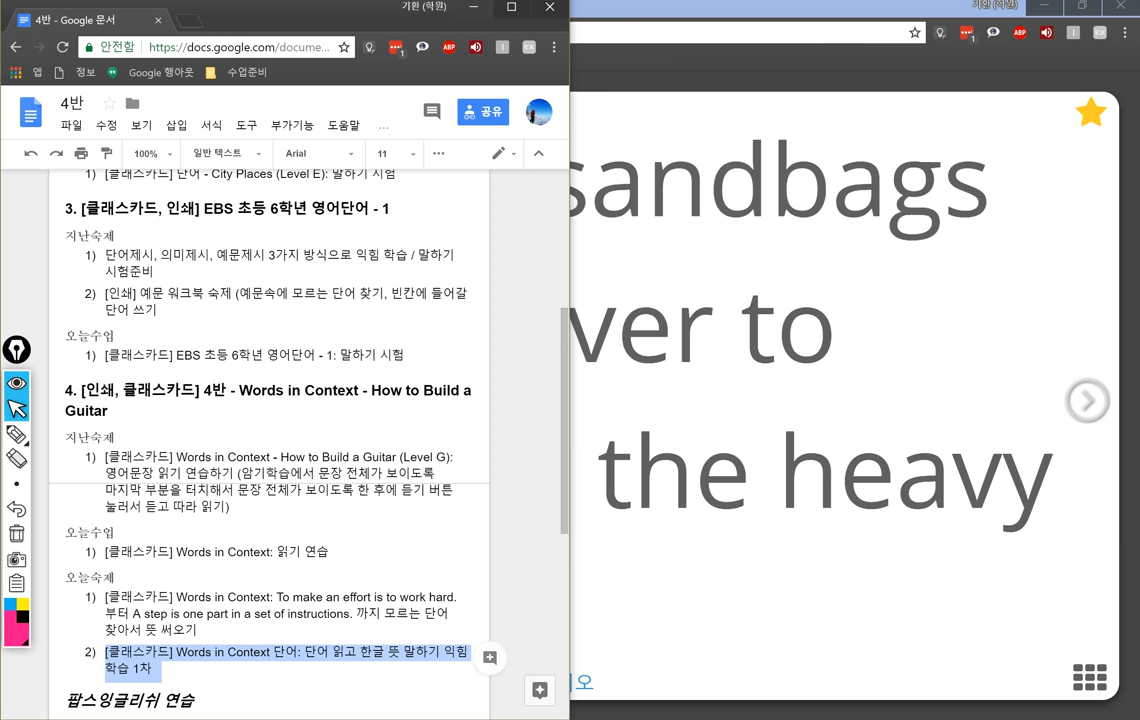 4반 - Google 문서
기환 (학원)
기환 (학원)
안전함
https://docs.google.com/docume...
앱
정보
Google 행아웃
수업준비
4반
파일 수정 보기 삽입 서식 도구 부가기능 도움말 ...
공유
100% 일반 텍스트 Arial 11
1) [클래스카드] 단어 - City Places (Level E): 말하기 시험
3. [클래스카드, 인쇄] EBS 초등 6학년 영어단어 - 1
지난숙제
1) 단어제시, 의미제시, 예문제시 3가지 방식으로 익힘 학습 / 말하기
시험준비
2) [인쇄] 예문 워크북 숙제 (예문속에 모르는 단어 찾기, 빈칸에 들어갈
단어 쓰기
오늘수업
1) [클래스카드] EBS 초등 6학년 영어단어 - 1: 말하기 시험
4. [인쇄, 클래스카드] 4반 - Words in Context - How to Build a
Guitar
지난숙제
1) [클래스카드] Words in Context - How to Build a Guitar (Level G):
영어문장 읽기 연습하기 (암기학습에서 문장 전체가 보이도록
마지막 부분을 터치해서 문장 전체가 보이도록 한 후에 듣기 버튼
눌러서 듣고 따라 읽기)
오늘수업
1) [클래스카드] Words in Context: 읽기 연습
오늘숙제
1) [클래스카드] Words in Context: To make an effort is to work hard.
부터 A step is one part in a set of instructions. 까지 모르는 단어
찾아서 뜻 써오기
2) [클래스카드] Words in Context 단어: 단어 읽고 한글 뜻 말하기 익힘
학습 1차
팝스잉글리쉬 연습
ABP
1
EX
ABP
1
EX
sandbags
ver to
the heavy
오